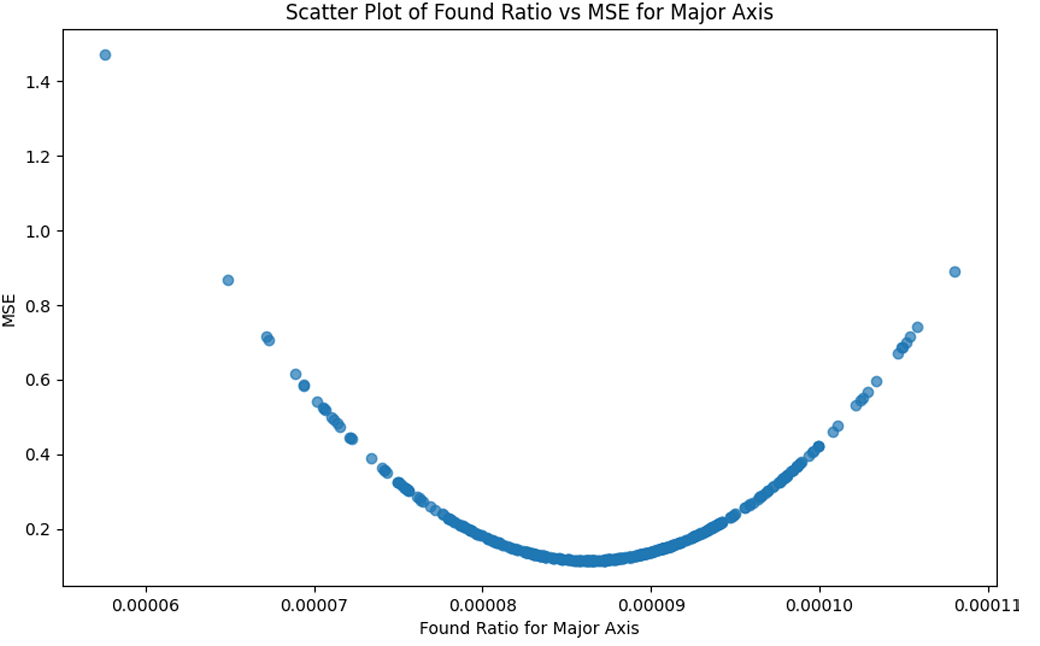 Scatter Plot of Found Ratio vs MSE for Major Axis
MSE
1.4
1.2
1.0
0.8
0.6
0.4
0.2
0.00006 0.00007 0.00008 0.00009 0.00010 0.00011
Found Ratio for Major Axis